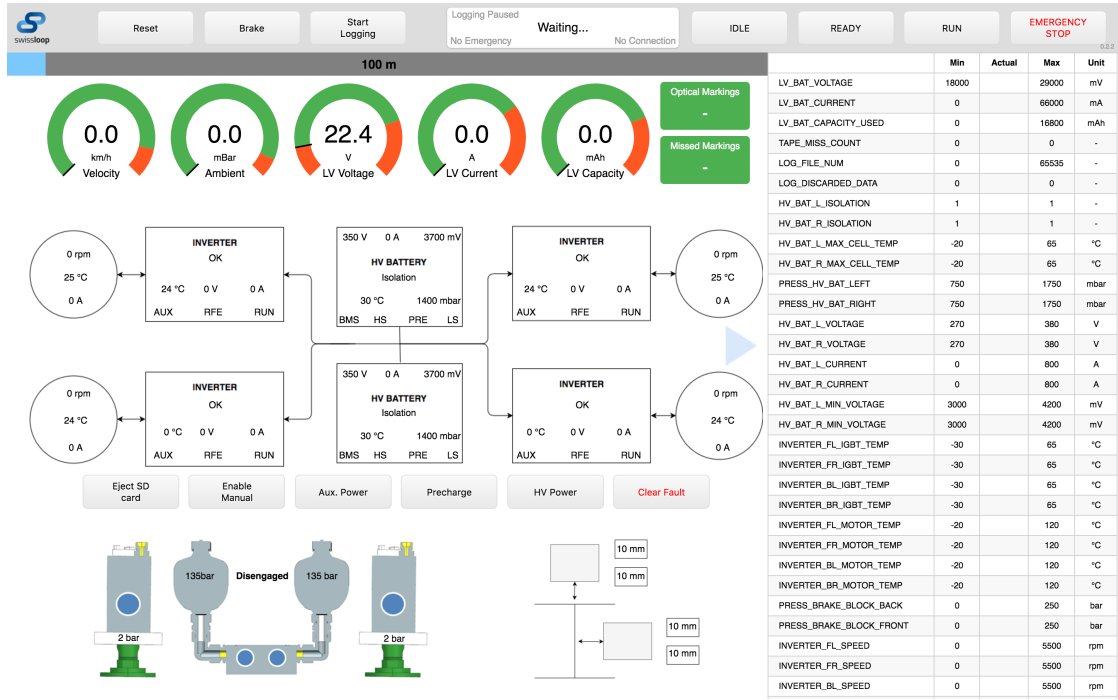 swissloop
Reset
Brake
Start
Logging
Logging Paused
Waiting...
No Emergency
No Connection
IDLE
READY
RUN
EMERGENCY
STOP
0.2.2
100 m
0.0
km/h
Velocity
0.0
mBar
Ambient
22.4
V
LV Voltage
0.0
A
LV Current
0.0
mAh
LV Capacity
Optical Markings
-
Missed Markings
-
0 rpm
25 °C
0 A
INVERTER
OK
24 °C 0 V 0 A
AUX RFE RUN
350 V 0 A 3700 mV
HV BATTERY
Isolation
30 °C 1400 mbar
BMS HS PRE LS
INVERTER
OK
24 °C 0 V 0 A
AUX RFE RUN
0 rpm
25 °C
0 A
0 rpm
24 °C
0 A
INVERTER
OK
0 °C 0 V 0 A
AUX RFE RUN
350 V 0 A 3700 mV
HV BATTERY
Isolation
30 °C 1400 mbar
BMS HS PRE LS
INVERTER
OK
0 °C 0 V 0 A
AUX RFE RUN
0 rpm
24 °C
0 A
Eject SD
card
Enable
Manual
Aux. Power
Precharge
HV Power
Clear Fault
135bar
Disengaged
135 bar
2 bar
2 bar
10 mm
10 mm
10 mm
10 mm
Min Actual Max Unit
LV_BAT_VOLTAGE 18000 29000 mV
LV_BAT_CURRENT 0 66000 mA
LV_BAT_CAPACITY_USED 0 16800 mAh
TAPE_MISS_COUNT 0 0 -
LOG_FILE_NUM 0 65535 -
LOG_DISCARDED_DATA 0 0 -
HV_BAT_L_ISOLATION 1 1 -
HV_BAT_R_ISOLATION 1 1 -
HV_BAT_L_MAX_CELL_TEMP -20 65 °C
HV_BAT_R_MAX_CELL_TEMP -20 65 °C
PRESS_HV_BAT_LEFT 750 1750 mbar
PRESS_HV_BAT_RIGHT 750 1750 mbar
HV_BAT_L_VOLTAGE 270 380 V
HV_BAT_R_VOLTAGE 270 380 V
HV_BAT_L_CURRENT 0 800 A
HV_BAT_R_CURRENT 0 800 A
HV_BAT_L_MIN_VOLTAGE 3000 4200 mV
HV_BAT_R_MIN_VOLTAGE 3000 4200 mV
INVERTER_FL_IGBT_TEMP -30 65 °C
INVERTER_FR_IGBT_TEMP -30 65 °C
INVERTER_BL_IGBT_TEMP -30 65 °C
INVERTER_BR_IGBT_TEMP -30 65 °C
INVERTER_FL_MOTOR_TEMP -20 120 °C
INVERTER_FR_MOTOR_TEMP -20 120 °C
INVERTER_BL_MOTOR_TEMP -20 120 °C
INVERTER_BR_MOTOR_TEMP -20 120 °C
PRESS_BRAKE_BLOCK_BACK 0 250 bar
PRESS_BRAKE_BLOCK_FRONT 0 250 bar
INVERTER_FL_SPEED 0 5500 rpm
INVERTER_FR_SPEED 0 5500 rpm
INVERTER_BL_SPEED 0 5500 rpm